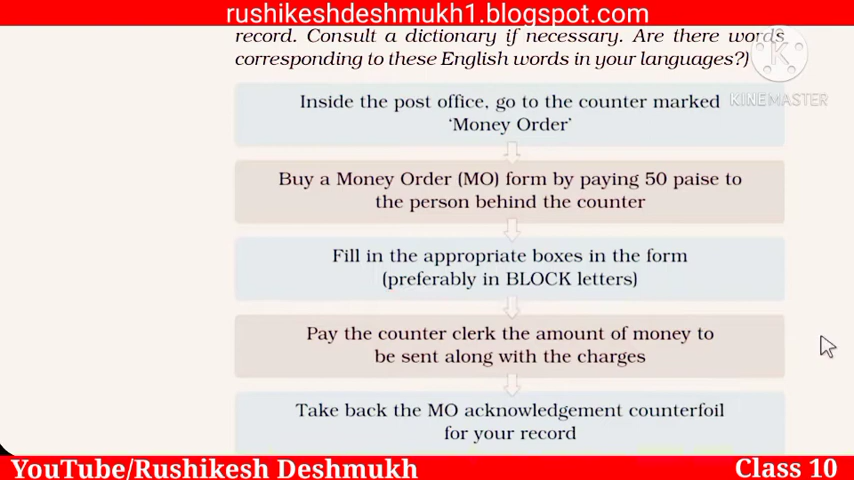 rushikeshdeshmukh1.blogspot.com
record. Consult a dictionary if necessary. Are there words
corresponding to these English words in your languages?)
K
KINEMASTER
Inside the post office, go to the counter marked
‘Money Order’
Buy a Money Order (MO) form by paying 50 paise to
the person behind the counter
Fill in the appropriate boxes in the form
(preferably in BLOCK letters)
Pay the counter clerk the amount of money to
be sent along with the charges
Take back the MO acknowledgement counterfoil
for your record
YouTube/Rushikesh Deshmukh
Class 10